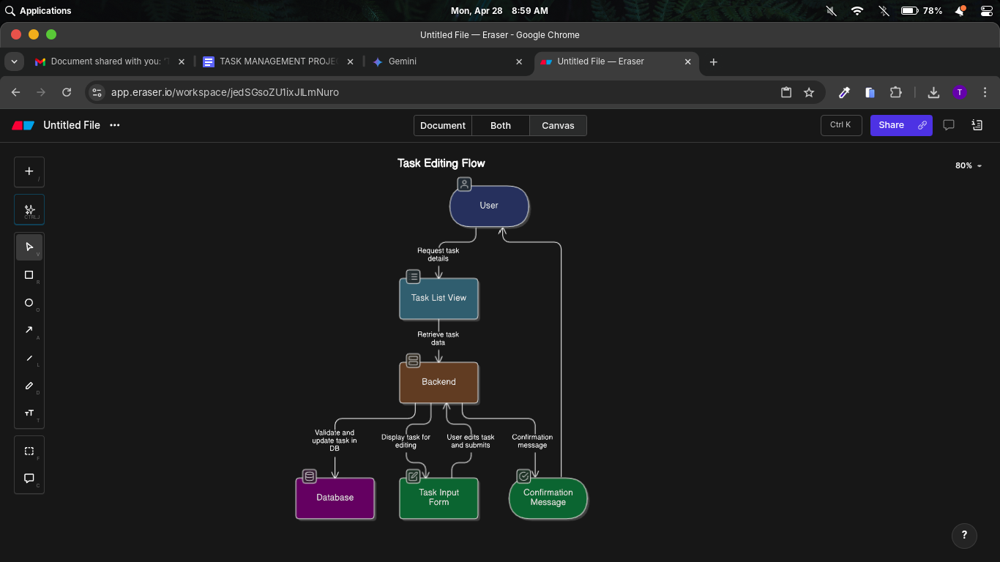 Applications
Mon, Apr 28 8:59 AM
78%
Untitled File — Eraser - Google Chrome
Document shared with you: "T
TASK MANAGEMENT PROJE
Gemini
Untitled File — Eraser
app.eraser.io/workspace/jedSGsoZU1ixJlLmNuro
T
Untitled File
Document
Both
Canvas
Ctrl K
Share
80%
/
CTRL J
V
R
O
A
L
D
T
F
C
Task Editing Flow
User
Request task
details
Task List View
Retrieve task
data
Backend
Validate and
update task in
DB
Display task for
editing
User edits task
and submits
Confirmation
message
Database
Task Input
Form
Confirmation
Message
?